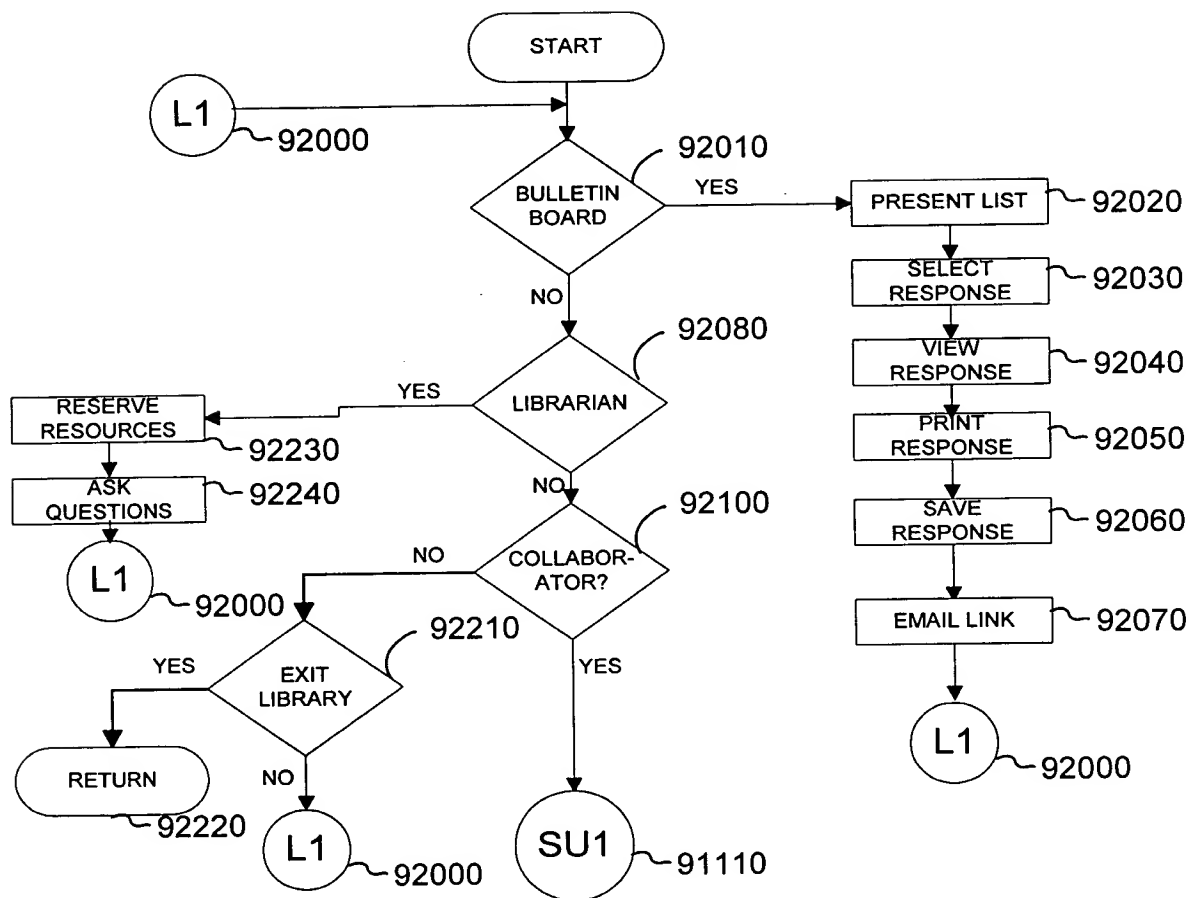 START
L1
92000
92010
BULLETIN
BOARD
YES
PRESENT LIST
92020
SELECT
RESPONSE
92030
NO
92080
VIEW
RESPONSE
92040
YES
LIBRARIAN
RESERVE
RESOURCES
92230
PRINT
RESPONSE
92050
ASK
QUESTIONS
92240
NO
92100
SAVE
RESPONSE
92060
NO
COLLABOR-
ATOR?
L1
92000
92210
EMAIL LINK
92070
YES
EXIT
LIBRARY
YES
L1
92000
RETURN
92220
NO
L1
92000
SU1
91110